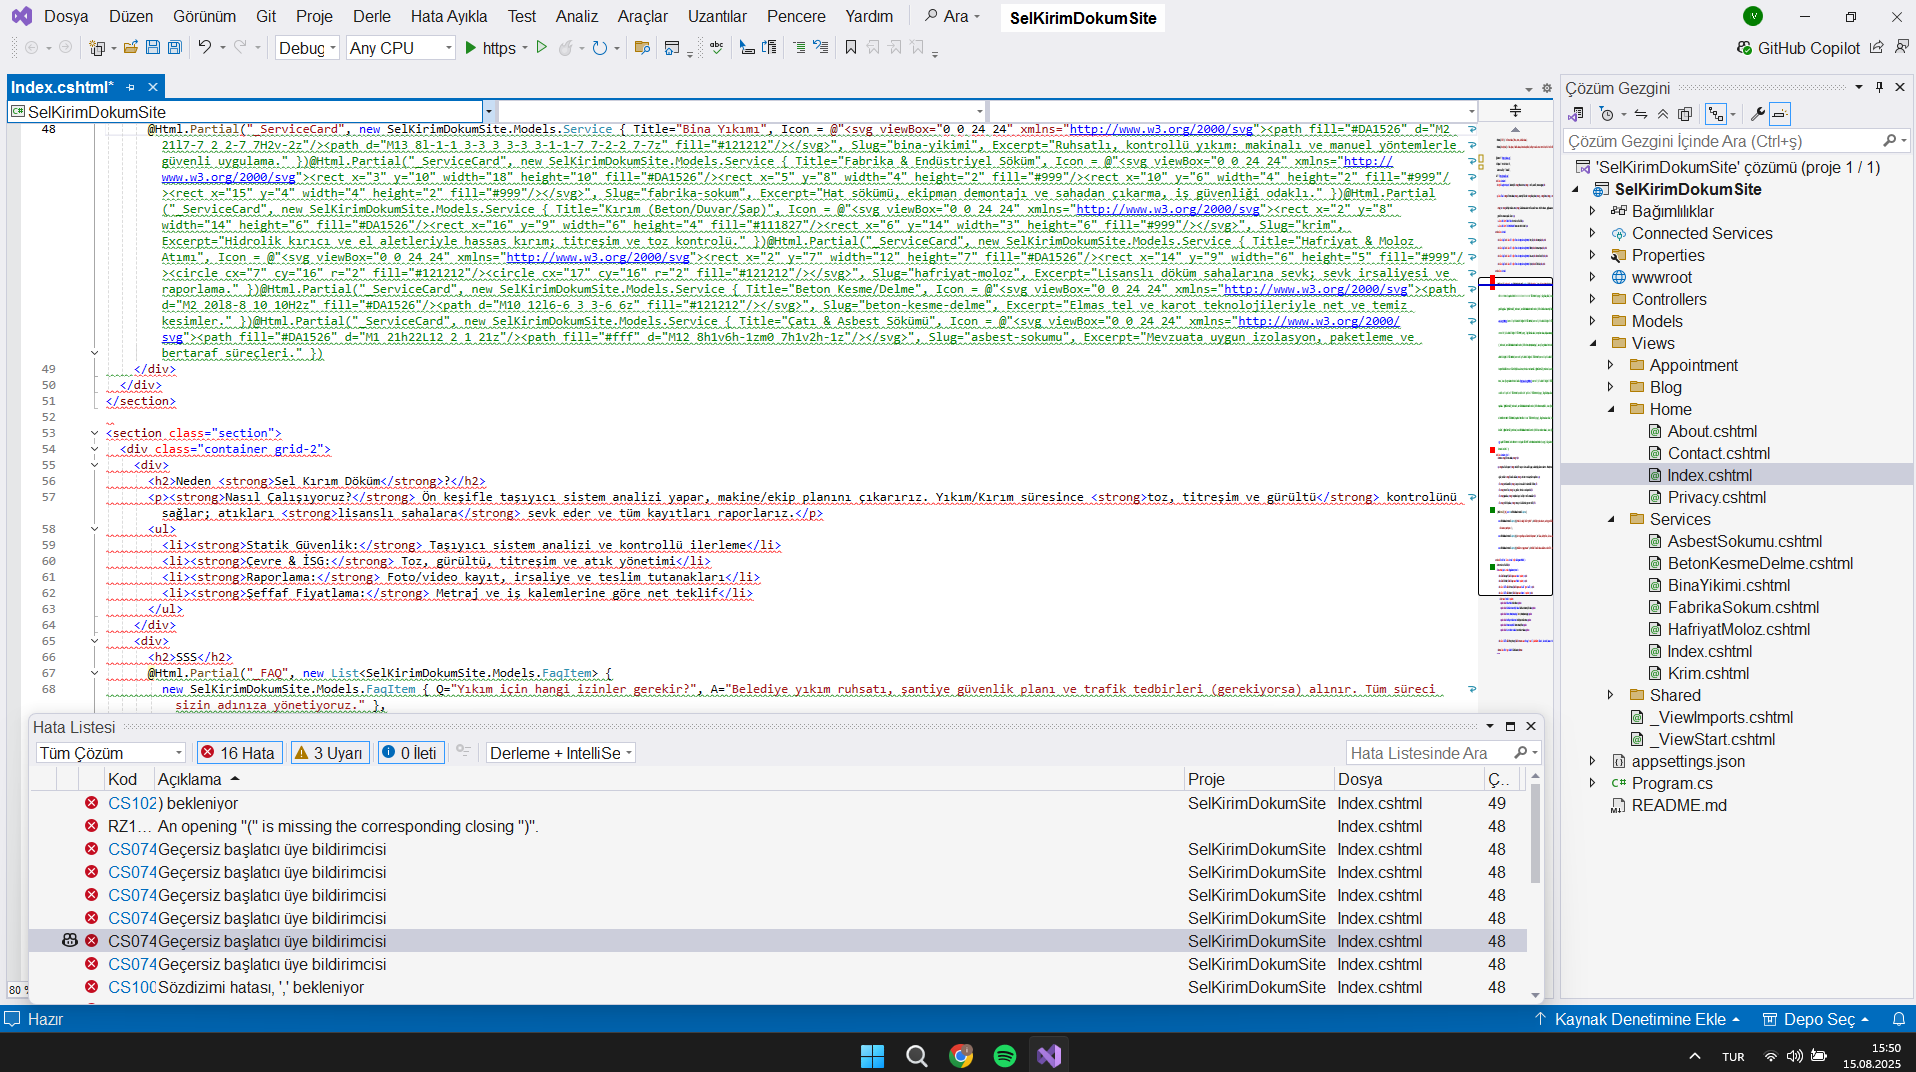 Dosya Düzen Görünüm Git Proje Derle Hata Ayıkla Test Analiz Araçlar Uzantılar Pencere Yardım Ara SelKirimDokumSite V
Debug Any CPU https GitHub Copilot
Index.cshtml*
SelKirimDokumSite
48 @Html.Partial("_ServiceCard", new SelKirimDokumSite.Models.Service { Title="Bina Yıkımı", Icon = @"<svg viewBox="0 0 24 24" xmlns="http://www.w3.org/2000/svg"><path fill="#DA1526" d="M2
21l7-7 2 2-7 7H2v-2z"/><path d="M13 8l-1-1 3-3 3 3-3 3-1-1-7 7-2-2 7-7z" fill="#121212"/></svg>", Slug="bina-yikimi", Excerpt="Ruhsatlı, kontrollü yıkım: makinalı ve manuel yöntemlerle
güvenli uygulama." })@Html.Partial("_ServiceCard", new SelKirimDokumSite.Models.Service { Title="Fabrika & Endüstriyel Söküm", Icon = @"<svg viewBox="0 0 24 24" xmlns="http://
www.w3.org/2000/svg"><rect x="3" y="10" width="18" height="10" fill="#DA1526"/><rect x="5" y="8" width="4" height="2" fill="#999"/><rect x="10" y="6" width="4" height="2" fill="#999"/
><rect x="15" y="4" width="4" height="2" fill="#999"/></svg>", Slug="fabrika-sokum", Excerpt="Hat sökümü, ekipman demontajı ve sahadan çıkarma, iş güvenliği odaklı." })@Html.Partial
("_ServiceCard", new SelKirimDokumSite.Models.Service { Title="Kırım (Beton/Duvar/Şap)", Icon = @"<svg viewBox="0 0 24 24" xmlns="http://www.w3.org/2000/svg"><rect x="2" y="8"
width="14" height="6" fill="#DA1526"/><rect x="16" y="9" width="6" height="4" fill="#111827"/><rect x="6" y="14" width="3" height="6" fill="#999"/></svg>", Slug="krim",
Excerpt="Hidrolik kırıcı ve el aletleriyle hassas kırım; titreşim ve toz kontrolü." })@Html.Partial("_ServiceCard", new SelKirimDokumSite.Models.Service { Title="Hafriyat & Moloz
Atımı", Icon = @"<svg viewBox="0 0 24 24" xmlns="http://www.w3.org/2000/svg"><rect x="2" y="7" width="12" height="7" fill="#DA1526"/><rect x="14" y="9" width="6" height="5" fill="#999"/
><circle cx="7" cy="16" r="2" fill="#121212"/><circle cx="17" cy="16" r="2" fill="#121212"/></svg>", Slug="hafriyat-moloz", Excerpt="Lisanslı döküm sahalarına sevk; sevk irsaliyesi ve
raporlama." })@Html.Partial("_ServiceCard", new SelKirimDokumSite.Models.Service { Title="Beton Kesme/Delme", Icon = @"<svg viewBox="0 0 24 24" xmlns="http://www.w3.org/2000/svg"><path
d="M2 20l8-8 10 10H2z" fill="#DA1526"/><path d="M10 12l6-6 3 3-6 6z" fill="#121212"/></svg>", Slug="beton-kesme-delme", Excerpt="Elmas tel ve karot teknolojileriyle net ve temiz
kesimler." })@Html.Partial("_ServiceCard", new SelKirimDokumSite.Models.Service { Title="Çatı & Asbest Sökümü", Icon = @"<svg viewBox="0 0 24 24" xmlns="http://www.w3.org/2000/
svg"><path fill="#DA1526" d="M1 21h22L12 2 1 21z"/><path fill="#fff" d="M12 8h1v6h-1zm0 7h1v2h-1z"/></svg>", Slug="asbest-sokumu", Excerpt="Mevzuata uygun izolasyon, paketleme ve
bertaraf süreçleri." })
49 </div>
50 </div>
51 </section>
52
53 <section class="section">
54 <div class="container grid-2">
55 <div>
56 <h2>Neden <strong>Sel Kırım Döküm</strong>?</h2>
57 <p><strong>Nasıl Çalışıyoruz?</strong> Ön keşifle taşıyıcı sistem analizi yapar, makine/ekip planını çıkarırız. Yıkım/Kırım süresince <strong>toz, titreşim ve gürültü</strong> kontrolünü
sağlar; atıkları <strong>lisanslı sahalara</strong> sevk eder ve tüm kayıtları raporlarız.</p>
58 <ul>
59 <li><strong>Statik Güvenlik:</strong> Taşıyıcı sistem analizi ve kontrollü ilerleme</li>
60 <li><strong>Çevre & İSG:</strong> Toz, gürültü, titreşim ve atık yönetimi</li>
61 <li><strong>Raporlama:</strong> Foto/video kayıt, irsaliye ve teslim tutanakları</li>
62 <li><strong>Şeffaf Fiyatlama:</strong> Metraj ve iş kalemlerine göre net teklif</li>
63 </ul>
64 </div>
65 <div>
66 <h2>SSS</h2>
67 @Html.Partial("_FAQ", new List<SelKirimDokumSite.Models.FaqItem> {
68 new SelKirimDokumSite.Models.FaqItem { Q="Yıkım için hangi izinler gerekir?", A="Belediye yıkım ruhsatı, şantiye güvenlik planı ve trafik tedbirleri (gerekiyorsa) alınır. Tüm süreci
sizin adınıza yönetiyoruz." },
80 %
Hata Listesi
Tüm Çözüm 16 Hata 3 Uyarı 0 İleti Derleme + IntelliSe Hata Listesinde Ara
Kod Açıklama Proje Dosya Ç..
CS102 ) bekleniyor SelKirimDokumSite Index.cshtml 49
RZ1... An opening "(" is missing the corresponding closing ")". Index.cshtml 48
CS074 Geçersiz başlatıcı üye bildirimcisi SelKirimDokumSite Index.cshtml 48
CS074 Geçersiz başlatıcı üye bildirimcisi SelKirimDokumSite Index.cshtml 48
CS074 Geçersiz başlatıcı üye bildirimcisi SelKirimDokumSite Index.cshtml 48
CS074 Geçersiz başlatıcı üye bildirimcisi SelKirimDokumSite Index.cshtml 48
CS074 Geçersiz başlatıcı üye bildirimcisi SelKirimDokumSite Index.cshtml 48
CS074 Geçersiz başlatıcı üye bildirimcisi SelKirimDokumSite Index.cshtml 48
CS100 Sözdizimi hatası, ',' bekleniyor SelKirimDokumSite Index.cshtml 48
Çözüm Gezgini
Çözüm Gezgini İçinde Ara (Ctrl+ş)
'SelKirimDokumSite' çözümü (proje 1 / 1)
SelKirimDokumSite
Bağımlılıklar
Connected Services
Properties
wwwroot
Controllers
Models
Views
Appointment
Blog
Home
About.cshtml
Contact.cshtml
Index.cshtml
Privacy.cshtml
Services
AsbestSokumu.cshtml
BetonKesmeDelme.cshtml
BinaYikimi.cshtml
FabrikaSokum.cshtml
HafriyatMoloz.cshtml
Index.cshtml
Krim.cshtml
Shared
_ViewImports.cshtml
_ViewStart.cshtml
appsettings.json
Program.cs
README.md
Hazır Kaynak Denetimine Ekle Depo Seç
TUR 15:50
15.08.2025